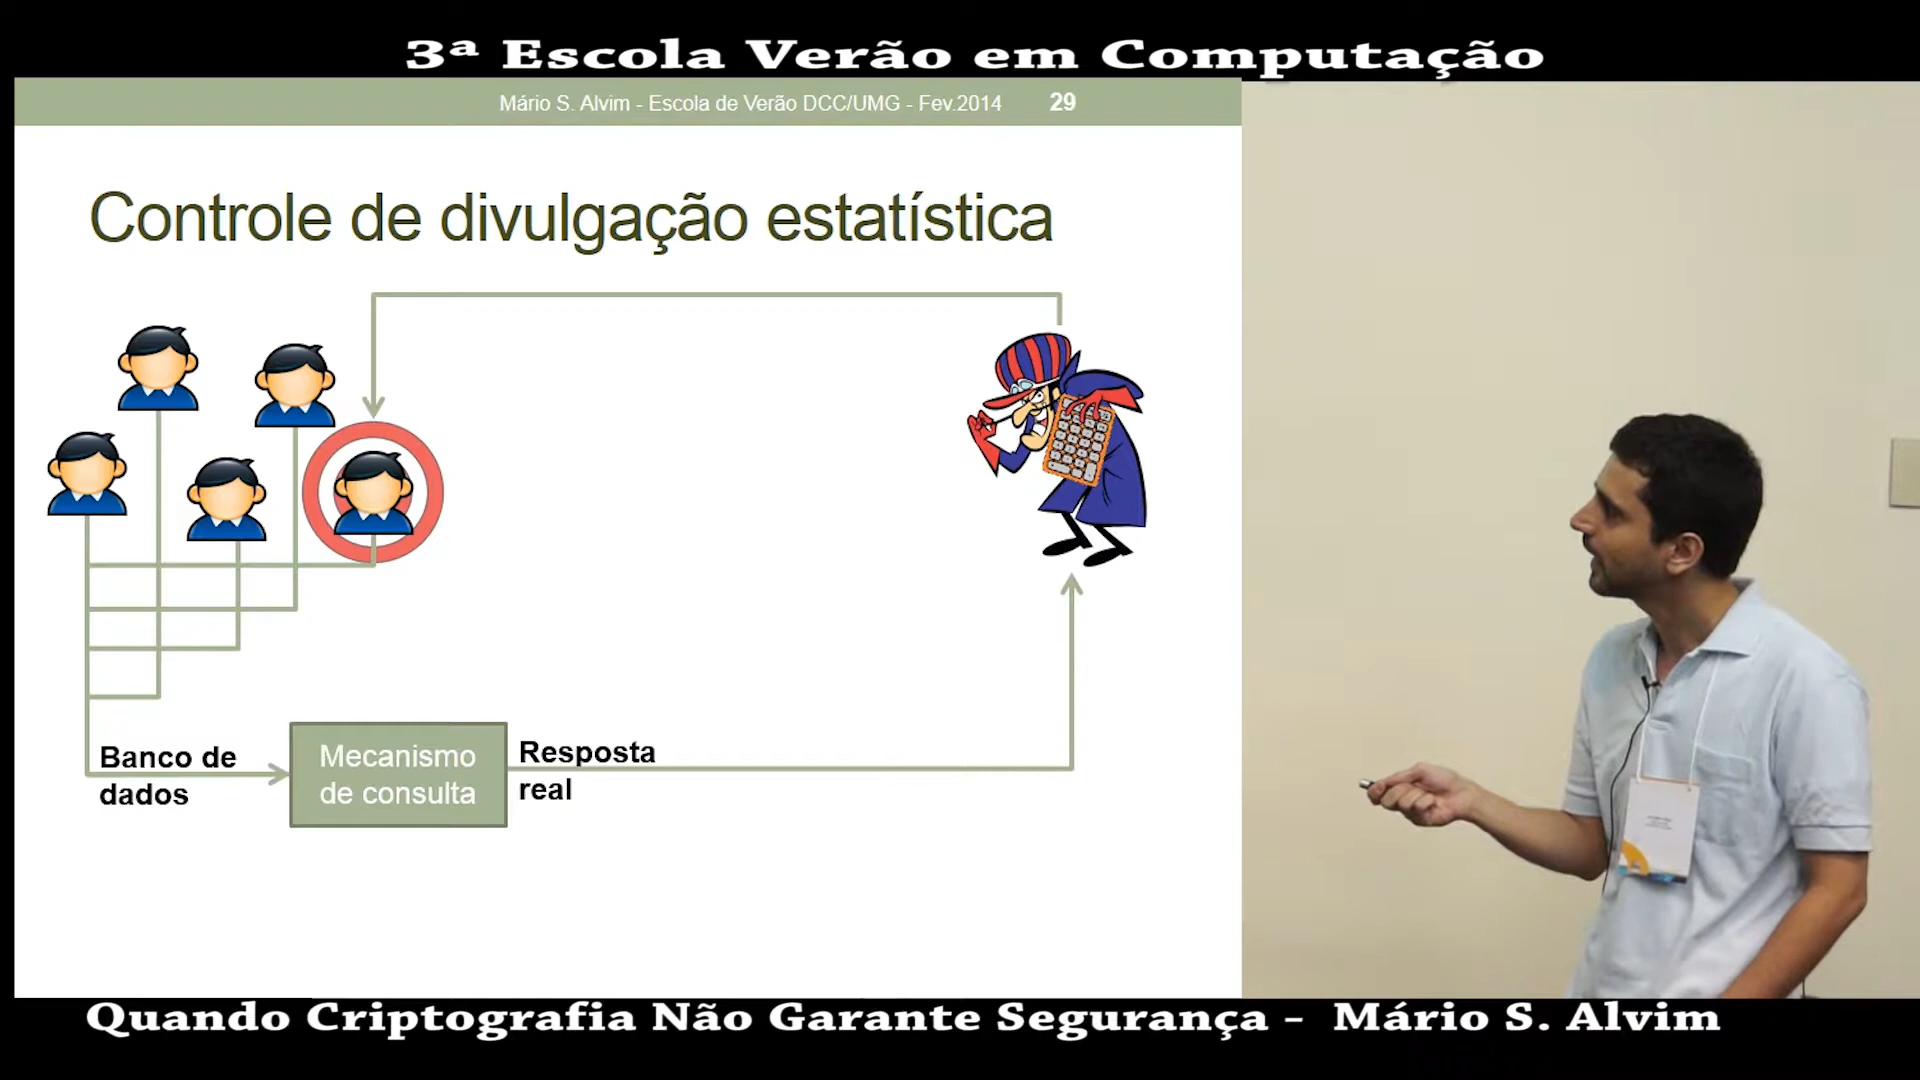 3ª Escola Verão em Computação
Mário S. Alvim - Escola de Verão DCC/UMG - Fev.2014 29
Controle de divulgação estatística
Banco de
dados
Mecanismo
de consulta
Resposta
real
Quando Criptografia Não Garante Segurança - Mário S. Alvim